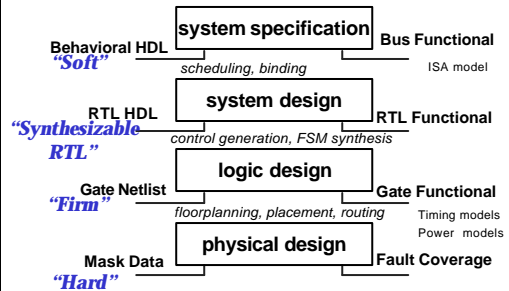 system specification
Behavioral HDL
Bus Functional
“Soft”
scheduling, binding
ISA model
system design
RTL HDL
RTL Functional
“Synthesizable
control generation, FSM synthesis
RTL”
logic design
Gate Netlist
Gate Functional
“Firm”
floorplanning, placement, routing
Timing models
Power models
physical design
Mask Data
Fault Coverage
“Hard”